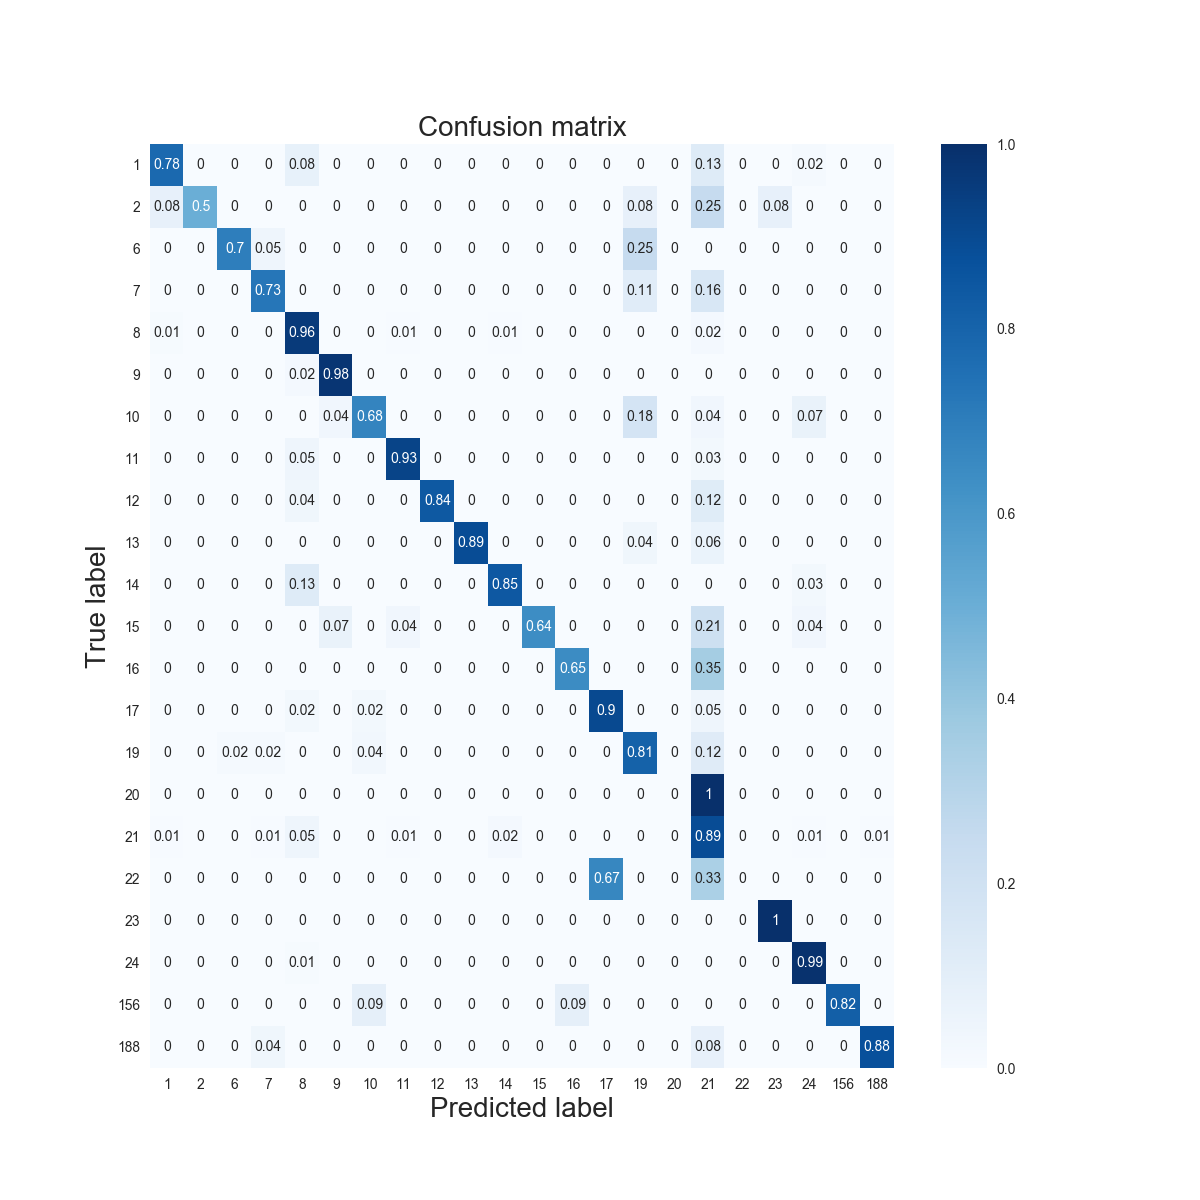 Confusion matrix
1 0.78 0 0 0 0.08 0 0 0 0 0 0 0 0 0 0 0 0.13 0 0 0.02 0 0
2 0.08 0.5 0 0 0 0 0 0 0 0 0 0 0 0 0.08 0 0.25 0 0.08 0 0 0
6 0 0 0.7 0.05 0 0 0 0 0 0 0 0 0 0 0.25 0 0 0 0 0 0 0
7 0 0 0 0.73 0 0 0 0 0 0 0 0 0 0 0.11 0 0.16 0 0 0 0 0
8 0.01 0 0 0 0.96 0 0 0.01 0 0 0.01 0 0 0 0 0 0.02 0 0 0 0 0
9 0 0 0 0 0.02 0.98 0 0 0 0 0 0 0 0 0 0 0 0 0 0 0 0
10 0 0 0 0 0 0.04 0.68 0 0 0 0 0 0 0 0.18 0 0.04 0 0 0.07 0 0
11 0 0 0 0 0.05 0 0 0.93 0 0 0 0 0 0 0 0 0.03 0 0 0 0 0
12 0 0 0 0 0.04 0 0 0 0.84 0 0 0 0 0 0 0 0.12 0 0 0 0 0
13 0 0 0 0 0 0 0 0 0 0.89 0 0 0 0 0.04 0 0.06 0 0 0 0 0
14 0 0 0 0 0.13 0 0 0 0 0 0.85 0 0 0 0 0 0 0 0 0.03 0 0
15 0 0 0 0 0 0.07 0 0.04 0 0 0 0.64 0 0 0 0 0.21 0 0 0.04 0 0
16 0 0 0 0 0 0 0 0 0 0 0 0 0.65 0 0 0 0.35 0 0 0 0 0
17 0 0 0 0 0.02 0 0.02 0 0 0 0 0 0 0.9 0 0 0.05 0 0 0 0 0
19 0 0 0.02 0.02 0 0 0.04 0 0 0 0 0 0 0 0.81 0 0.12 0 0 0 0 0
20 0 0 0 0 0 0 0 0 0 0 0 0 0 0 0 0 1 0 0 0 0 0
21 0.01 0 0 0.01 0.05 0 0 0.01 0 0 0.02 0 0 0 0 0 0.89 0 0 0.01 0 0.01
22 0 0 0 0 0 0 0 0 0 0 0 0 0 0.67 0 0 0.33 0 0 0 0 0
23 0 0 0 0 0 0 0 0 0 0 0 0 0 0 0 0 0 0 1 0 0 0
24 0 0 0 0 0.01 0 0 0 0 0 0 0 0 0 0 0 0 0 0 0.99 0 0
156 0 0 0 0 0 0 0.09 0 0 0 0 0 0.09 0 0 0 0 0 0 0 0.82 0
188 0 0 0 0.04 0 0 0 0 0 0 0 0 0 0 0 0 0.08 0 0 0 0 0.88
1 2 6 7 8 9 10 11 12 13 14 15 16 17 19 20 21 22 23 24 156 188
Predicted label
True label
1.0
0.8
0.6
0.4
0.2
0.0